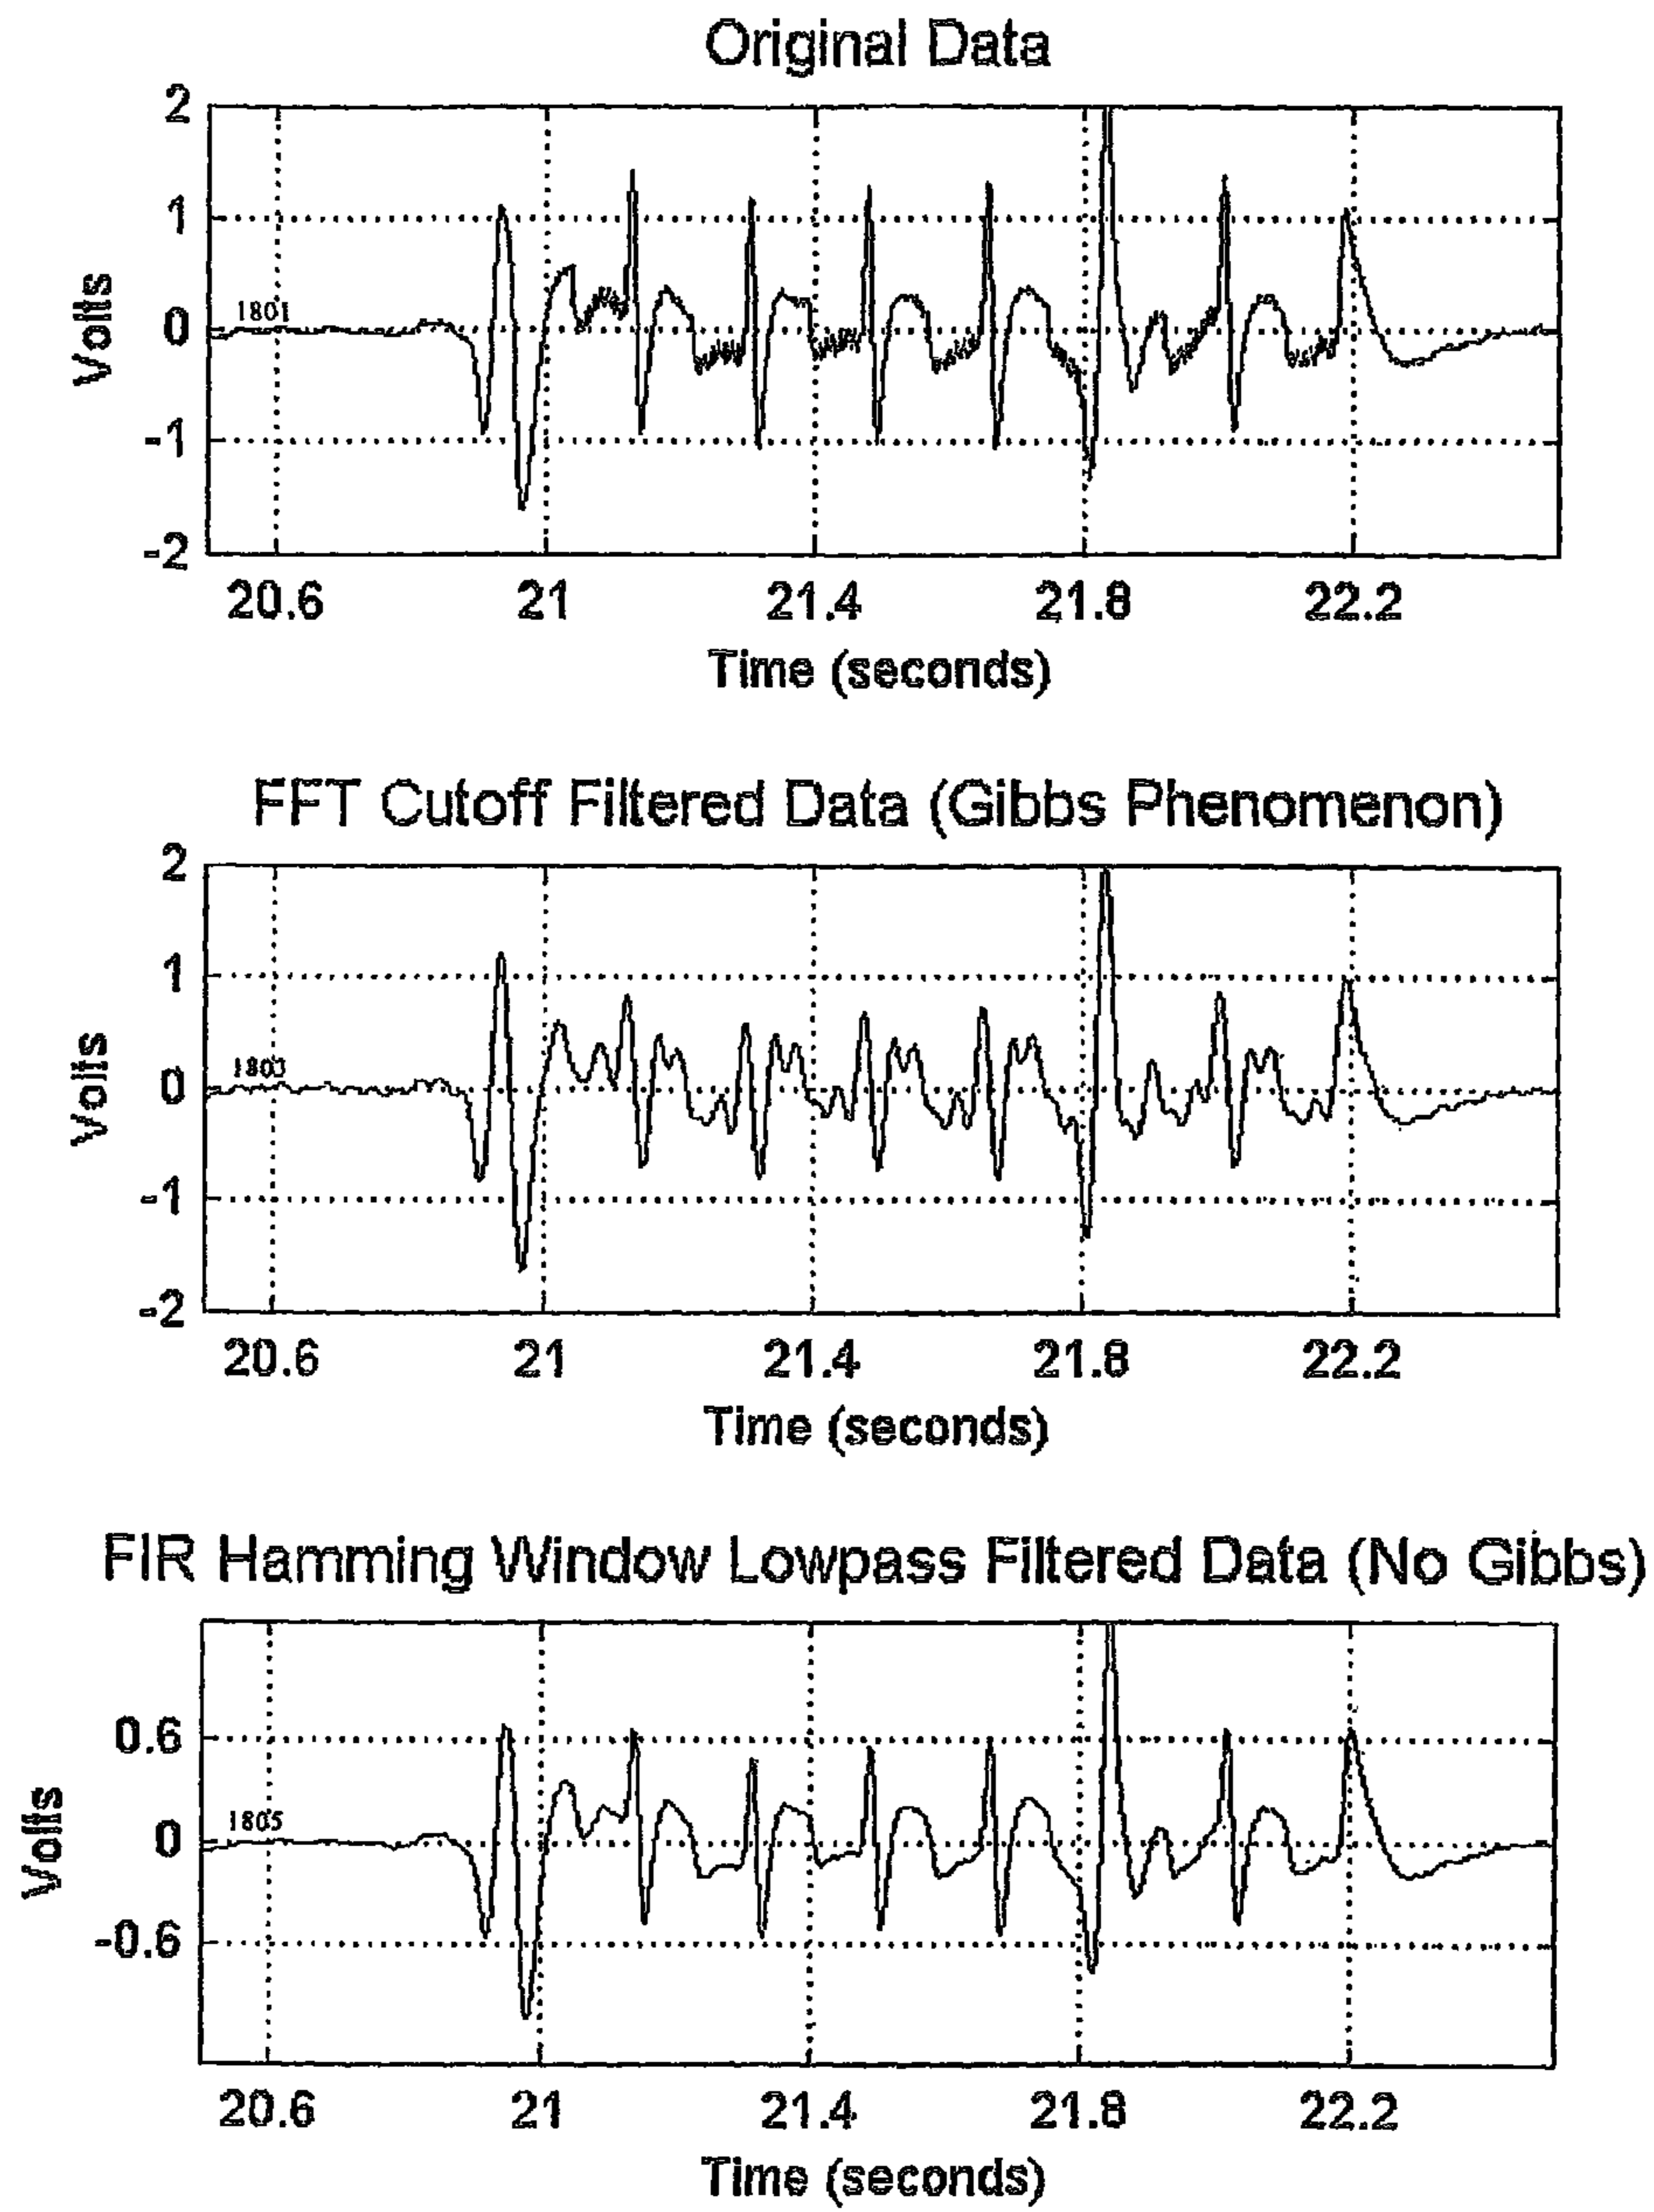 Original Data
2
1
0
-1
-2
Volts
1801
20.6 21 21.4 21.8 22.2
Time (seconds)
FFT Cutoff Filtered Data (Gibbs Phenomenon)
2
1
0
-1
-2
Volts
1803
20.6 21 21.4 21.8 22.2
Time (seconds)
FIR Hamming Window Lowpass Filtered Data (No Gibbs)
0.6
0
-0.6
Volts
1805
20.6 21 21.4 21.8 22.2
Time (seconds)